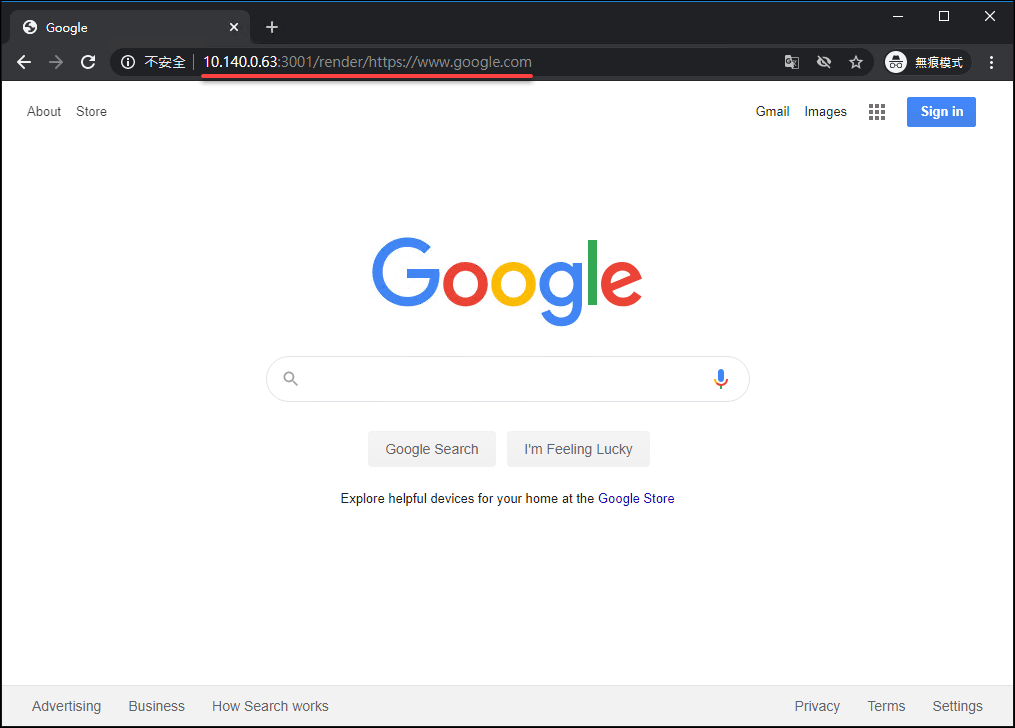 Google
不安全 10.140.0.63:3001/render/https://www.google.com 無痕模式
About Store Gmail Images Sign in
Google
Google Search I'm Feeling Lucky
Explore helpful devices for your home at the Google Store
Advertising Business How Search works Privacy Terms Settings